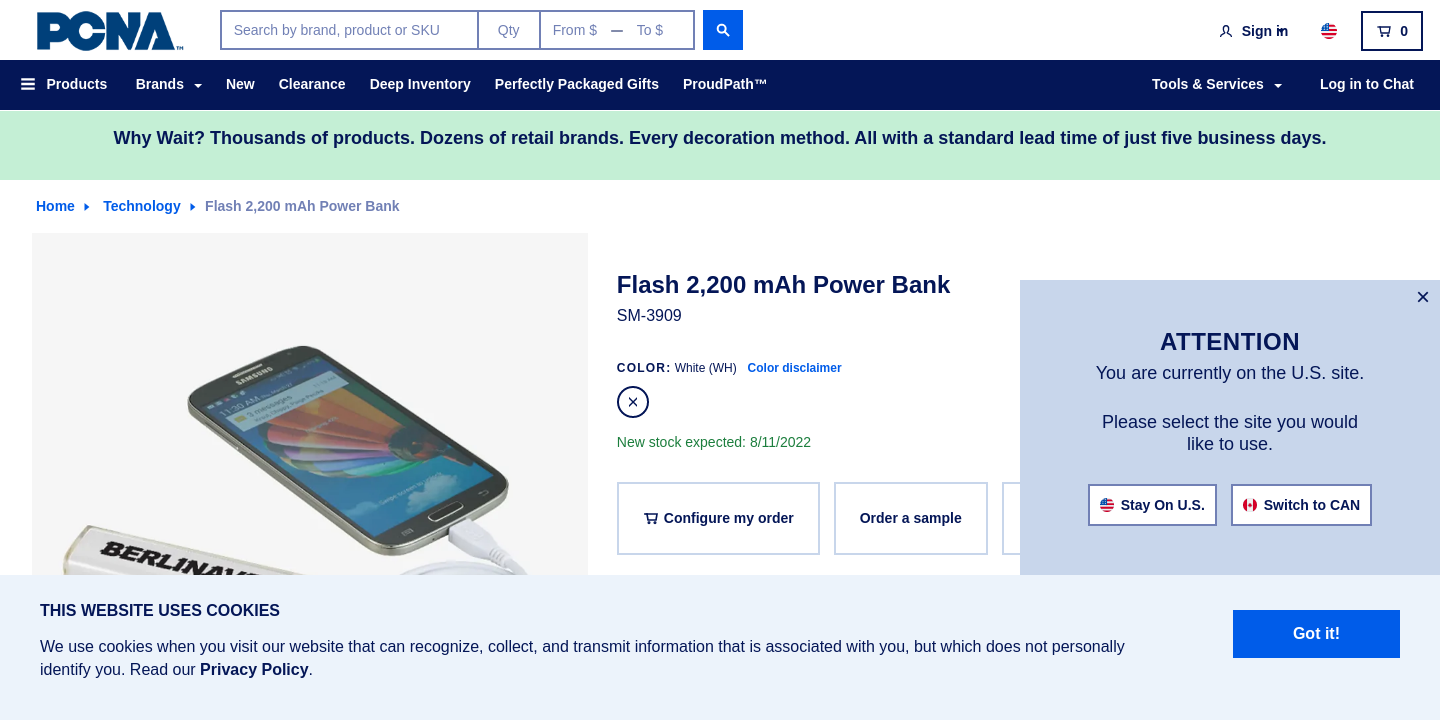 PCNA™
Search by brand, product or SKU
Qty
From $ — To $
Sign in
0
Products
Brands
New
Clearance
Deep Inventory
Perfectly Packaged Gifts
ProudPath™
Tools & Services
Log in to Chat
Why Wait? Thousands of products. Dozens of retail brands. Every decoration method. All with a standard lead time of just five business days.
Home
Technology
Flash 2,200 mAh Power Bank
Flash 2,200 mAh Power Bank
SM-3909
COLOR: White (WH) Color disclaimer
New stock expected: 8/11/2022
Configure my order
Order a sample
11:30 AM
3 messages
ATTENTION
You are currently on the U.S. site.
Please select the site you would
like to use.
Stay On U.S.
Switch to CAN
THIS WEBSITE USES COOKIES
We use cookies when you visit our website that can recognize, collect, and transmit information that is associated with you, but which does not personally
identify you. Read our Privacy Policy.
Got it!